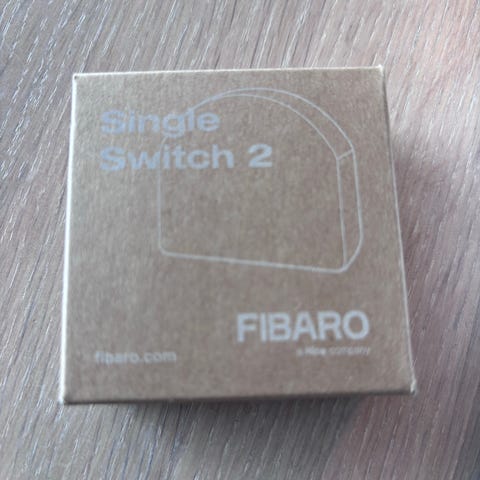 Single
Switch 2
FIBARO
a Nice company
fibaro.com